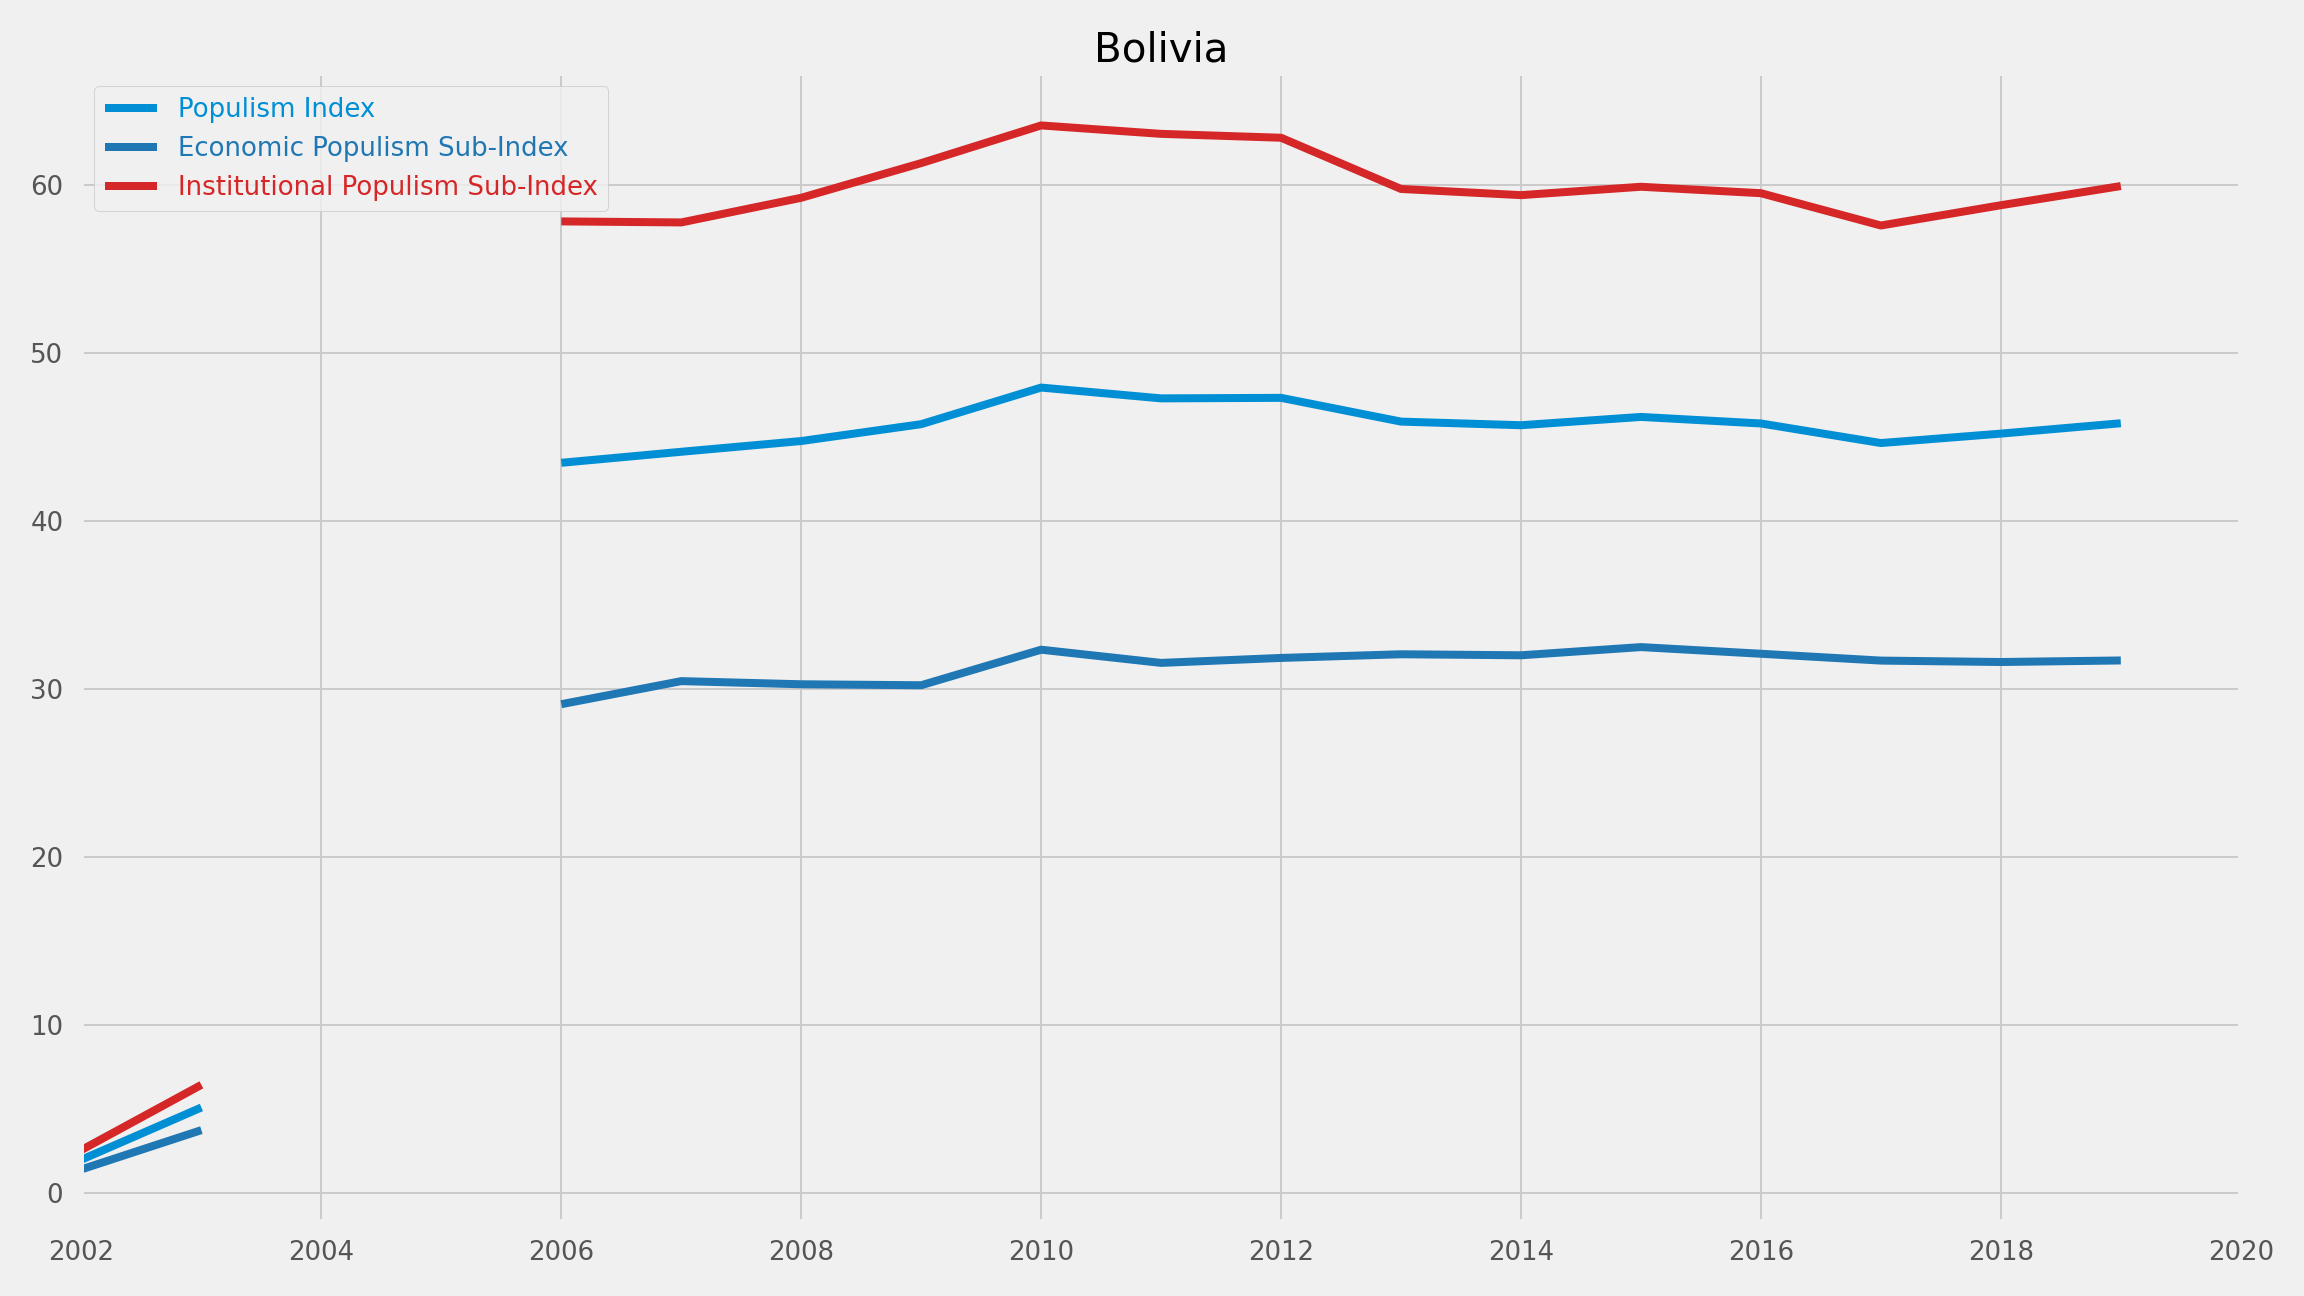 Bolivia
Populism Index
Economic Populism Sub-Index
Institutional Populism Sub-Index
60
50
40
30
20
10
0
2002 2004 2006 2008 2010 2012 2014 2016 2018 2020